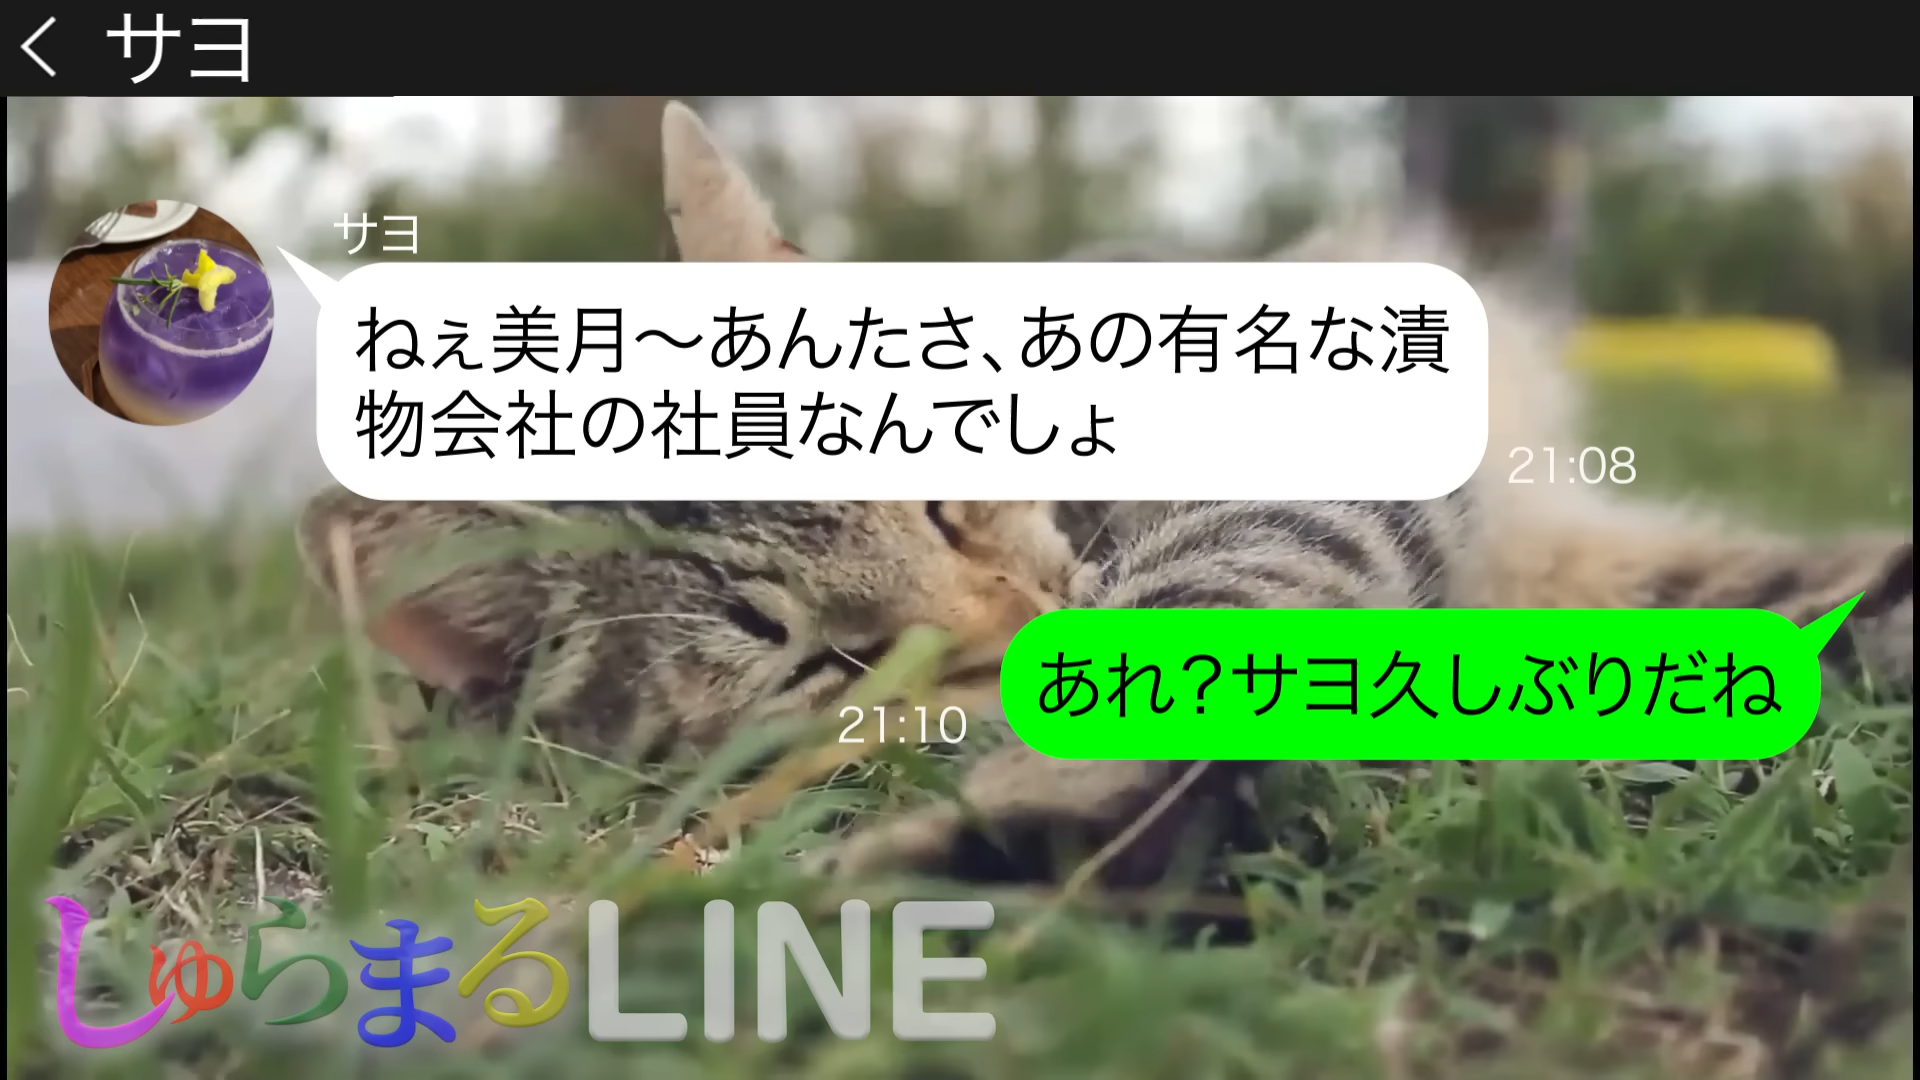 サヨ
サヨ
ねぇ美月〜あんたさ、あの有名な漬
物会社の社員なんでしょ
21:08
あれ？サヨ久しぶりだね
21:10
しゅらまるLINE